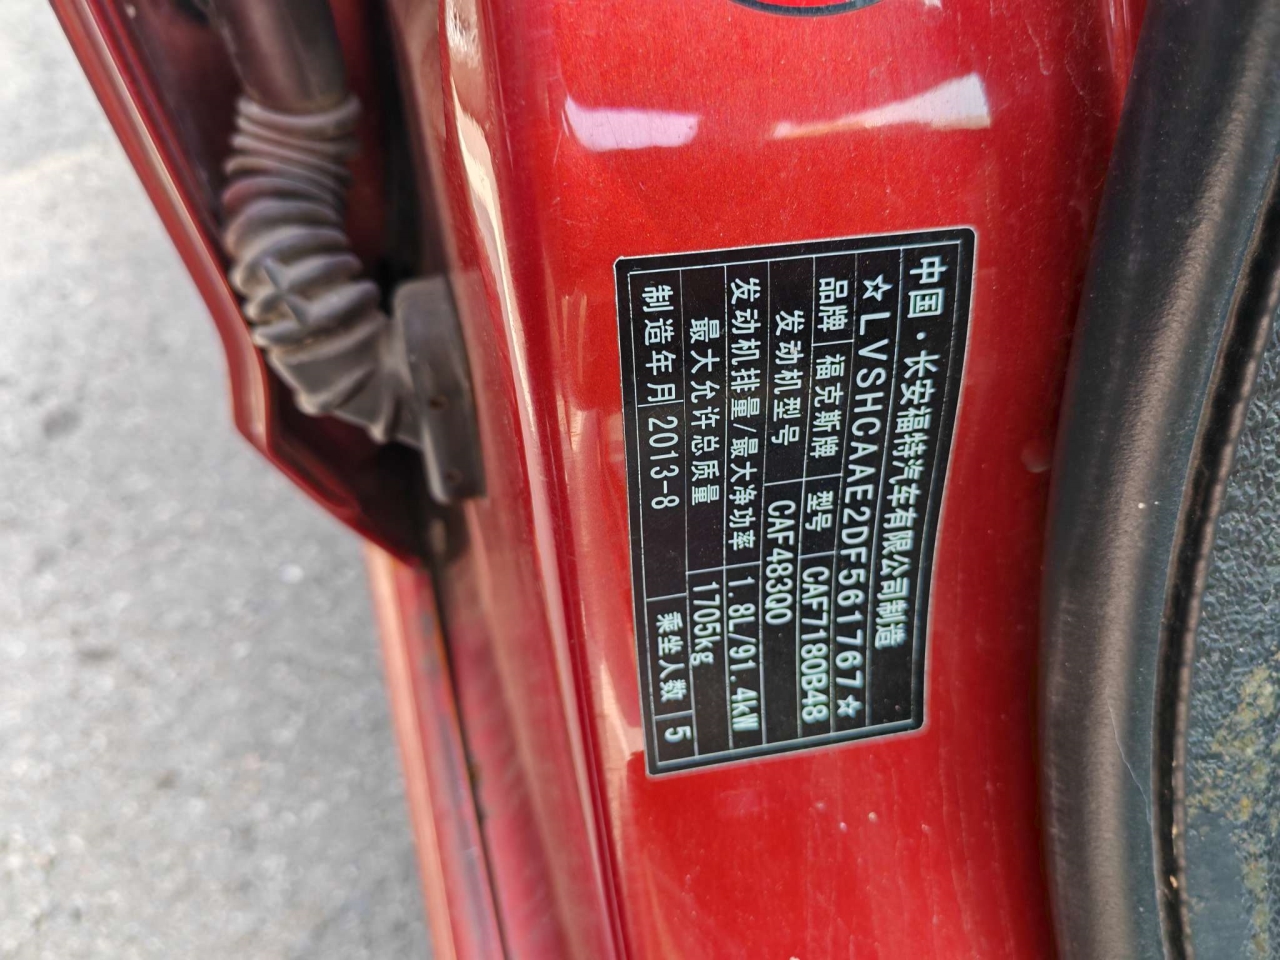 中国·长安福特汽车有限公司制造
☆LVSHCAAE2DF561767☆
品牌 福克斯牌 型号 CAF7180B48
发动机型号 CAF483Q0
发动机排量/最大净功率 1.8L/91.4kW
最大允许总质量 1705kg
制造年月 2013-8 乘坐人数 5